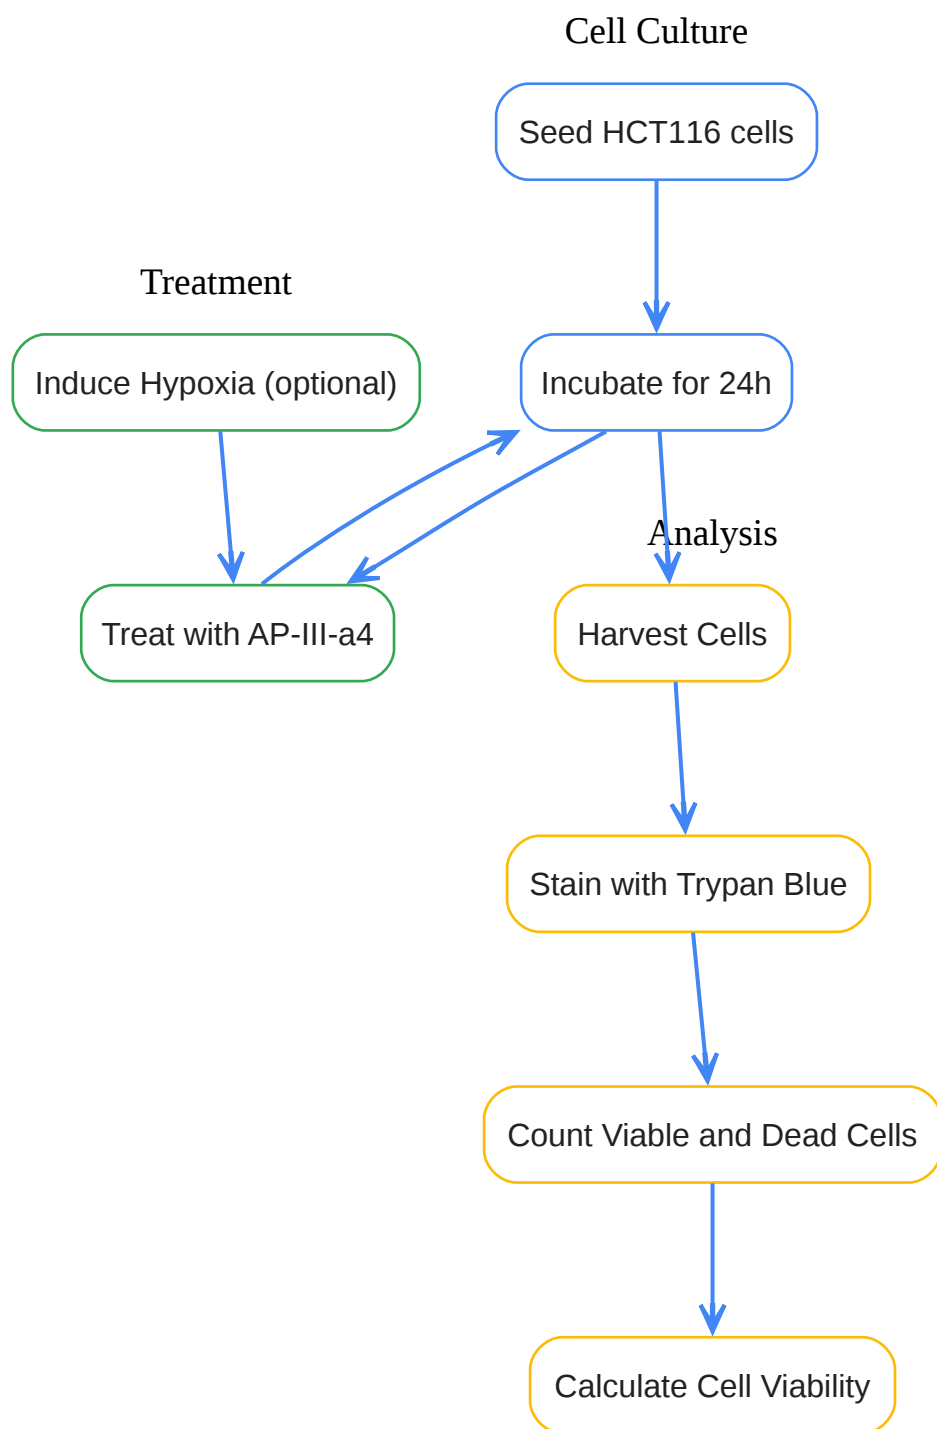 Cell Culture
Seed HCT116 cells
Treatment
Induce Hypoxia (optional)
Incubate for 24h
Analysis
Treat with AP-III-a4
Harvest Cells
Stain with Trypan Blue
Count Viable and Dead Cells
Calculate Cell Viability